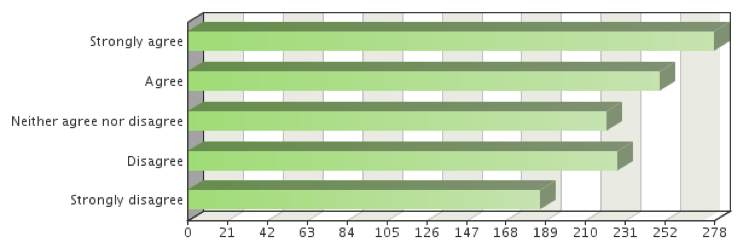 Strongly agree
Agree
Neither agree nor disagree
Disagree
Strongly disagree
0 21 42 63 84 105 126 147 168 189 210 231 252 278